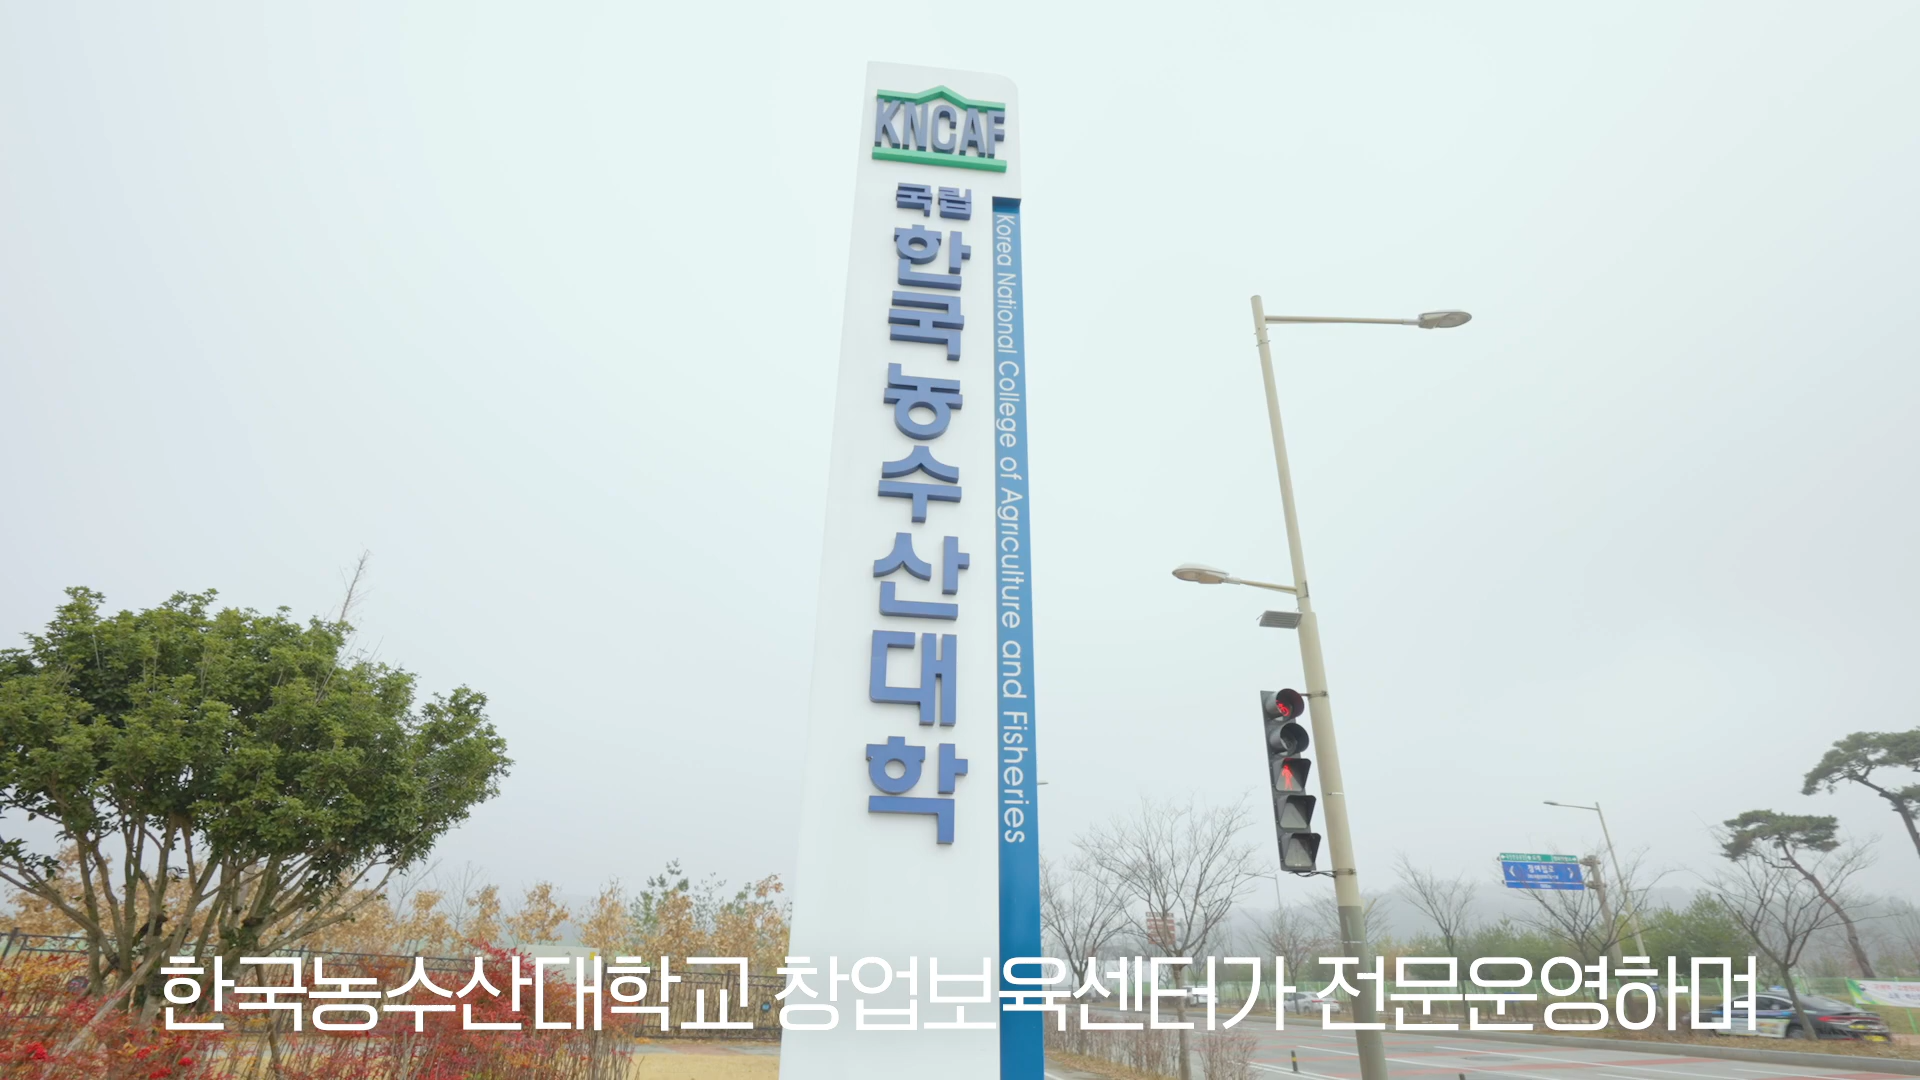 KNCAF
국립
한국농수산대학
Korea National College of Agriculture and Fisheries
한국농수산대학교 창업보육센터가 전문운영하며